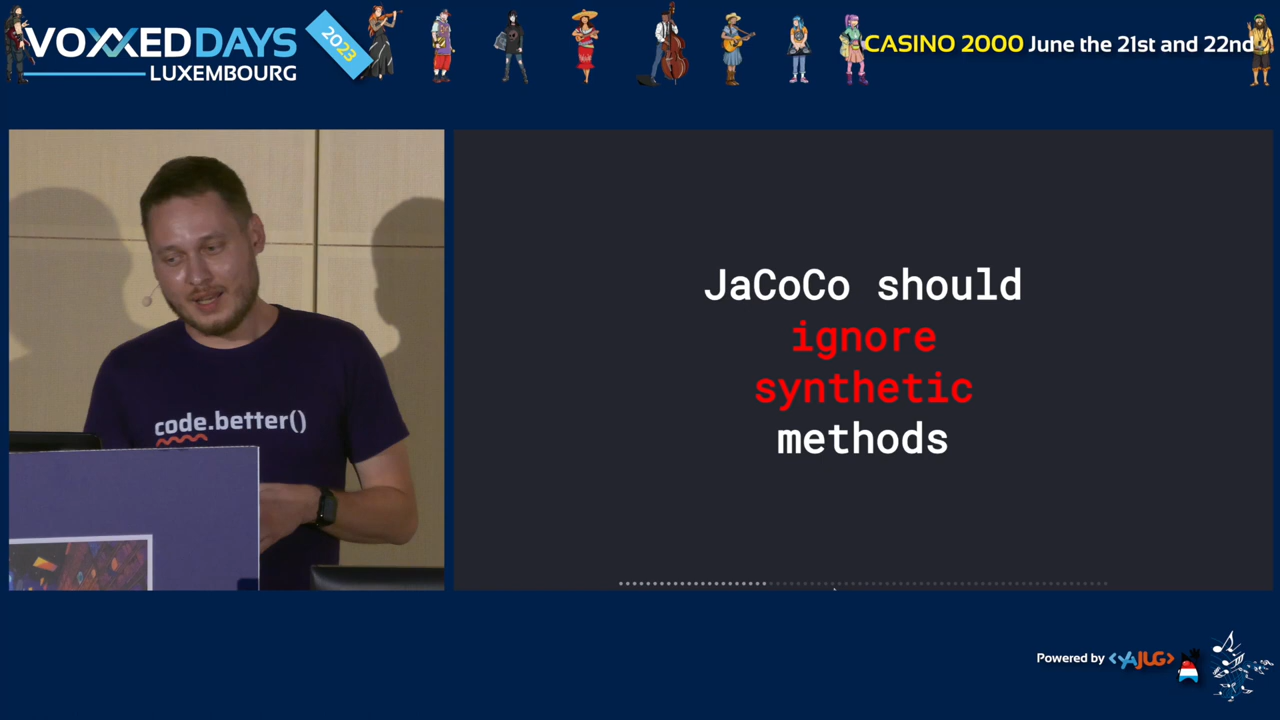 VOXXED DAYS
LUXEMBOURG
2023
CASINO 2000 June the 21st and 22nd
JaCoCo should
ignore
synthetic
methods
code.better()
Powered by <YAJUG>